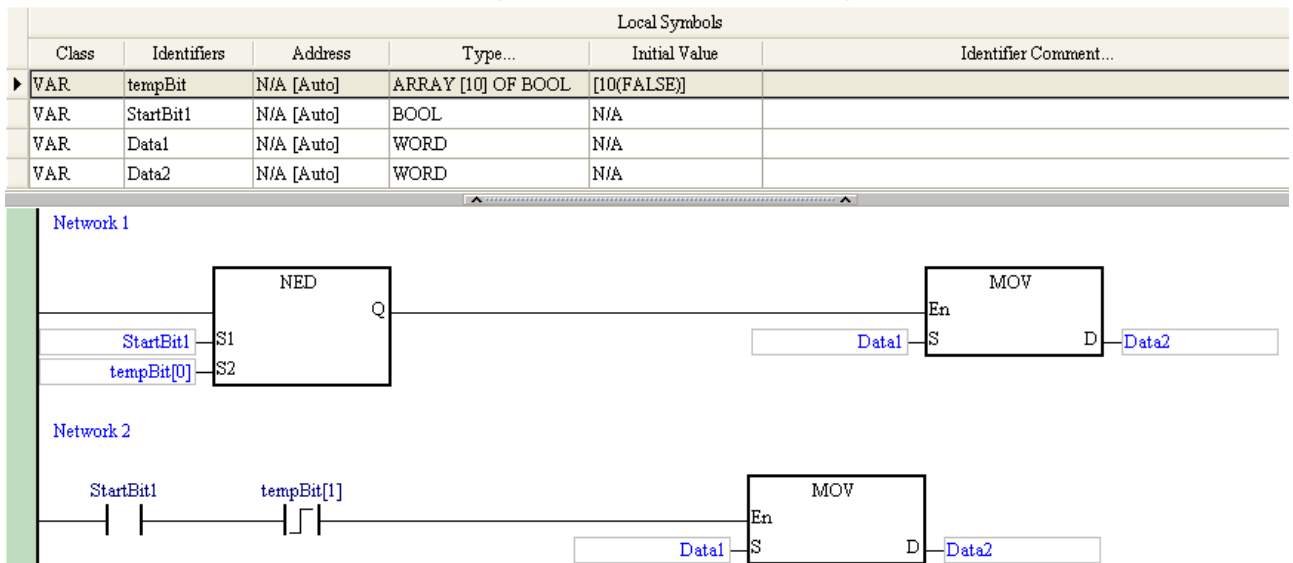 Local Symbols
Class Identifiers Address Type... Initial Value Identifier Comment...
VAR tempBit N/A [Auto] ARRAY [10] OF BOOL [10(FALSE)]
VAR StartBit1 N/A [Auto] BOOL N/A
VAR Data1 N/A [Auto] WORD N/A
VAR Data2 N/A [Auto] WORD N/A
Network 1
NED MOV
Q En
StartBit1 S1 Data1 S D Data2
tempBit[0] S2
Network 2
StartBit1 tempBit[1] MOV
En
Data1 S D Data2